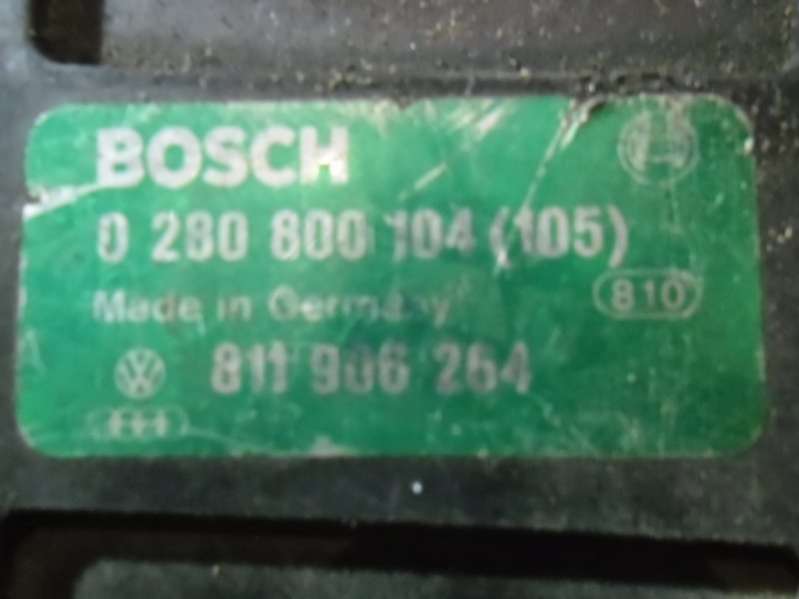 BOSCH
0 280 800 104 (105)
Made in Germany
810
811 906 264